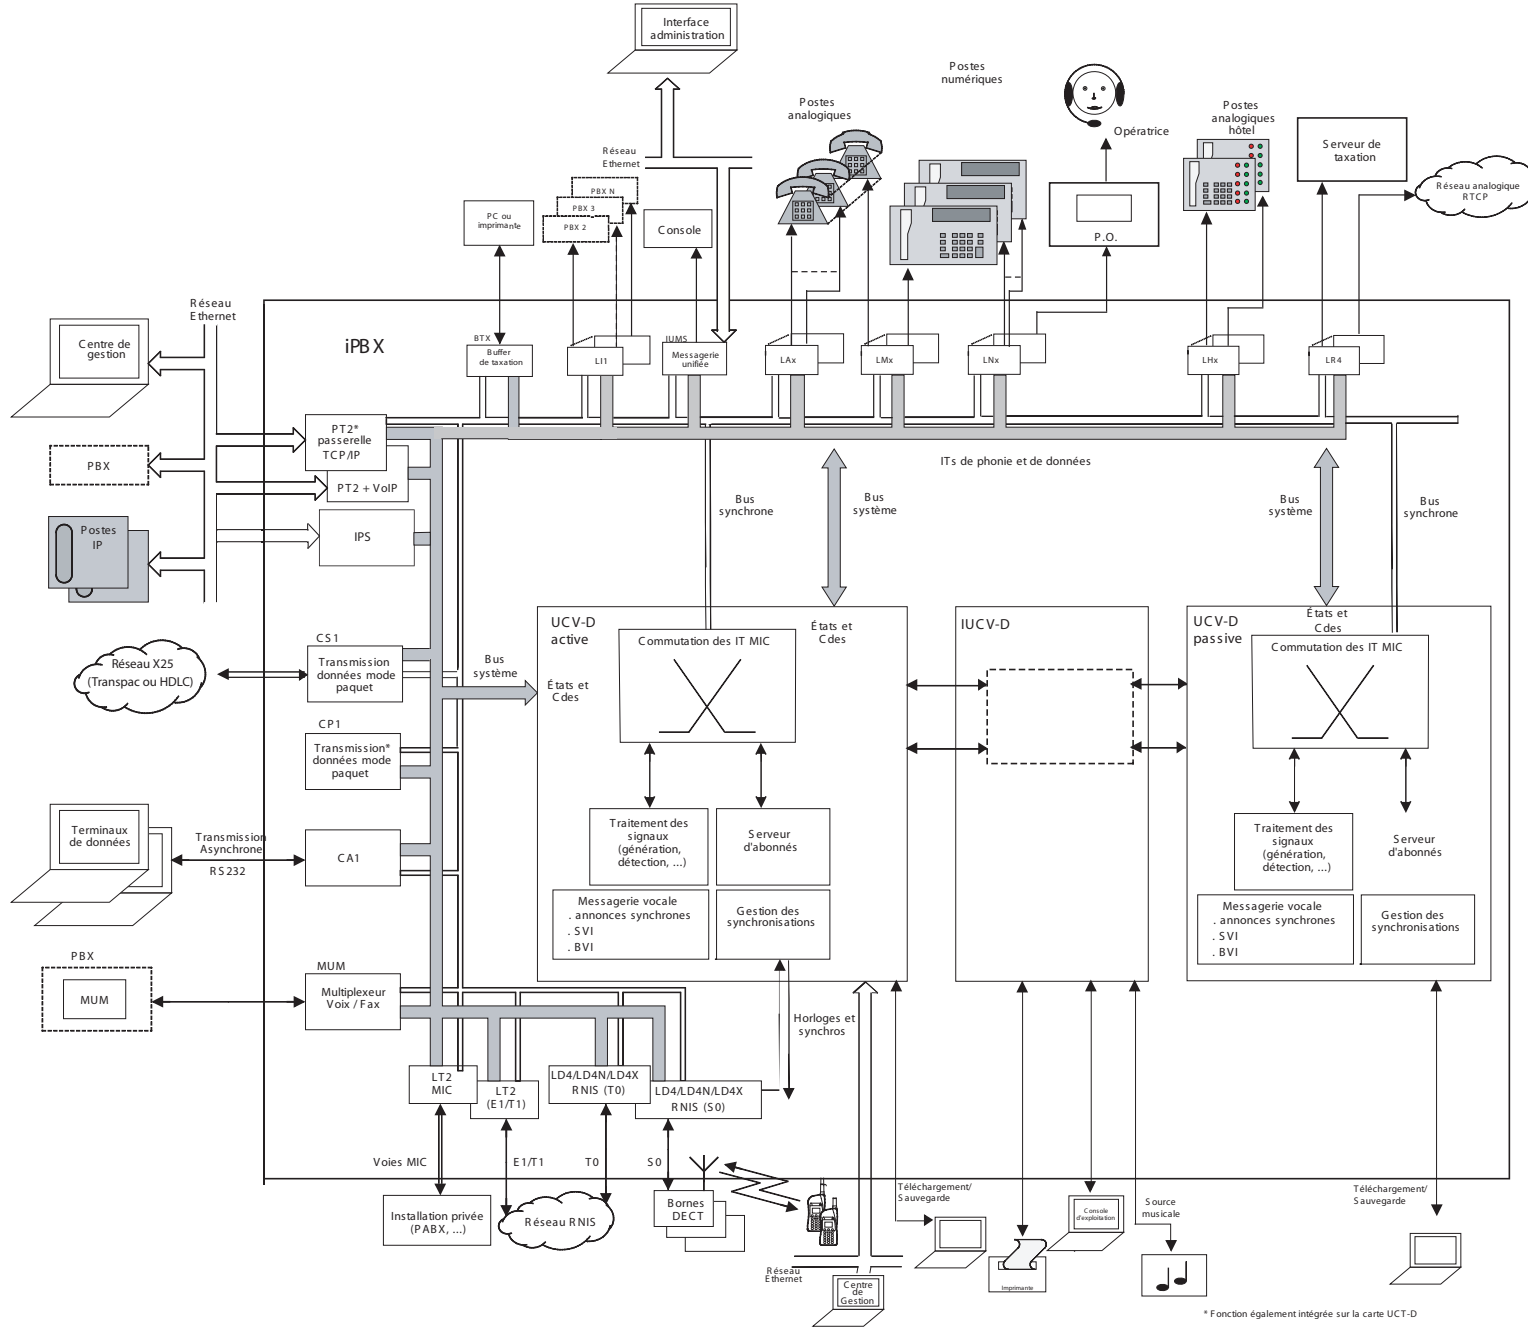 Interface
administration
Postes
numériques
Postes
analogiques
Opératrice
Postes
analogiques
hôtel
Serveur de
taxation
Réseau analogique
RTCP
Réseau
Ethernet
PBX N
PBX 3
PBX 2
PC ou
imprimante
Console
P.O.
Réseau
Ethernet
Centre de
gestion
iPBX
BTX
Buffer
de taxation
LI1
IUMS
Messagerie
unifiée
LAx
LMx
LNx
LHx
LR4
PT2*
passerelle
TCP/IP
PT2 + VoIP
PBX
ITs de phonie et de données
Bus
synchrone
Bus
système
Bus
système
Bus
synchrone
Postes
IP
IPS
UCV-D
active
États et
Cdes
IUCV-D
UCV-D
passive
États et
Cdes
Commutation des IT MIC
Commutation des IT MIC
CS1
Réseau X25
(Transpac ou HDLC)
Transmission
données mode
paquet
Bus
système
États et
Cdes
CP1
Transmission*
données mode
paquet
Terminaux
de données
Transmission
Asynchrone
RS232
CA1
Traitement des
signaux
(génération,
détection, ...)
Serveur
d'abonnés
Traitement des
signaux
(génération,
détection, ...)
Serveur
d'abonnés
Messagerie vocale
. annonces synchrones
. SVI
. BVI
Gestion des
synchronisations
Messagerie vocale
. annonces synchrones
. SVI
. BVI
Gestion des
synchronisations
PBX
MUM
MUM
Multiplexeur
Voix / Fax
Horloges et
synchros
LT2
MIC
LT2
(E1/T1)
LD4/LD4N/LD4X
RNIS (T0)
LD4/LD4N/LD4X
RNIS (S0)
Voies MIC
E1/T1
T0
S0
Installation privée
(PABX, ...)
Réseau RNIS
Bornes
DECT
Téléchargement/
Sauvegarde
Console
d'exploitation
Source
musicale
Téléchargement/
Sauvegarde
Réseau
Ethernet
Centre
de
Gestion
Imprimante
* Fonction également intégrée sur la carte UCT-D